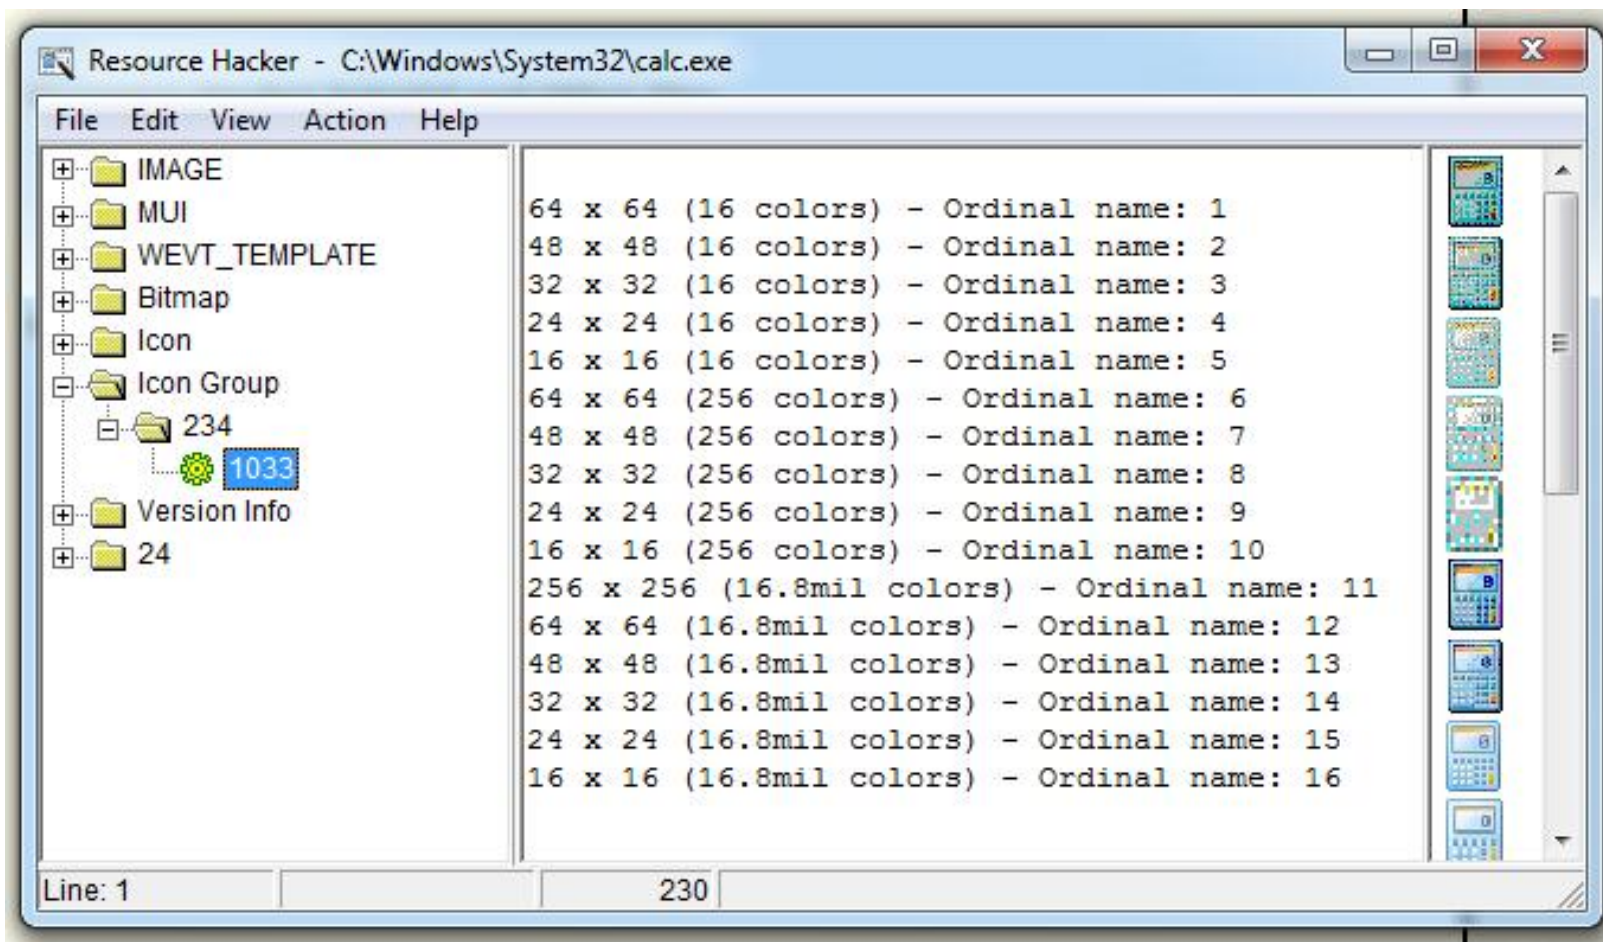 Resource Hacker - C:\Windows\System32\calc.exe
File Edit View Action Help
IMAGE
MUI
WEVT_TEMPLATE
Bitmap
Icon
Icon Group
234
1033
Version Info
24
64 x 64 (16 colors) - Ordinal name: 1
48 x 48 (16 colors) - Ordinal name: 2
32 x 32 (16 colors) - Ordinal name: 3
24 x 24 (16 colors) - Ordinal name: 4
16 x 16 (16 colors) - Ordinal name: 5
64 x 64 (256 colors) - Ordinal name: 6
48 x 48 (256 colors) - Ordinal name: 7
32 x 32 (256 colors) - Ordinal name: 8
24 x 24 (256 colors) - Ordinal name: 9
16 x 16 (256 colors) - Ordinal name: 10
256 x 256 (16.8mil colors) - Ordinal name: 11
64 x 64 (16.8mil colors) - Ordinal name: 12
48 x 48 (16.8mil colors) - Ordinal name: 13
32 x 32 (16.8mil colors) - Ordinal name: 14
24 x 24 (16.8mil colors) - Ordinal name: 15
16 x 16 (16.8mil colors) - Ordinal name: 16
Line: 1
230